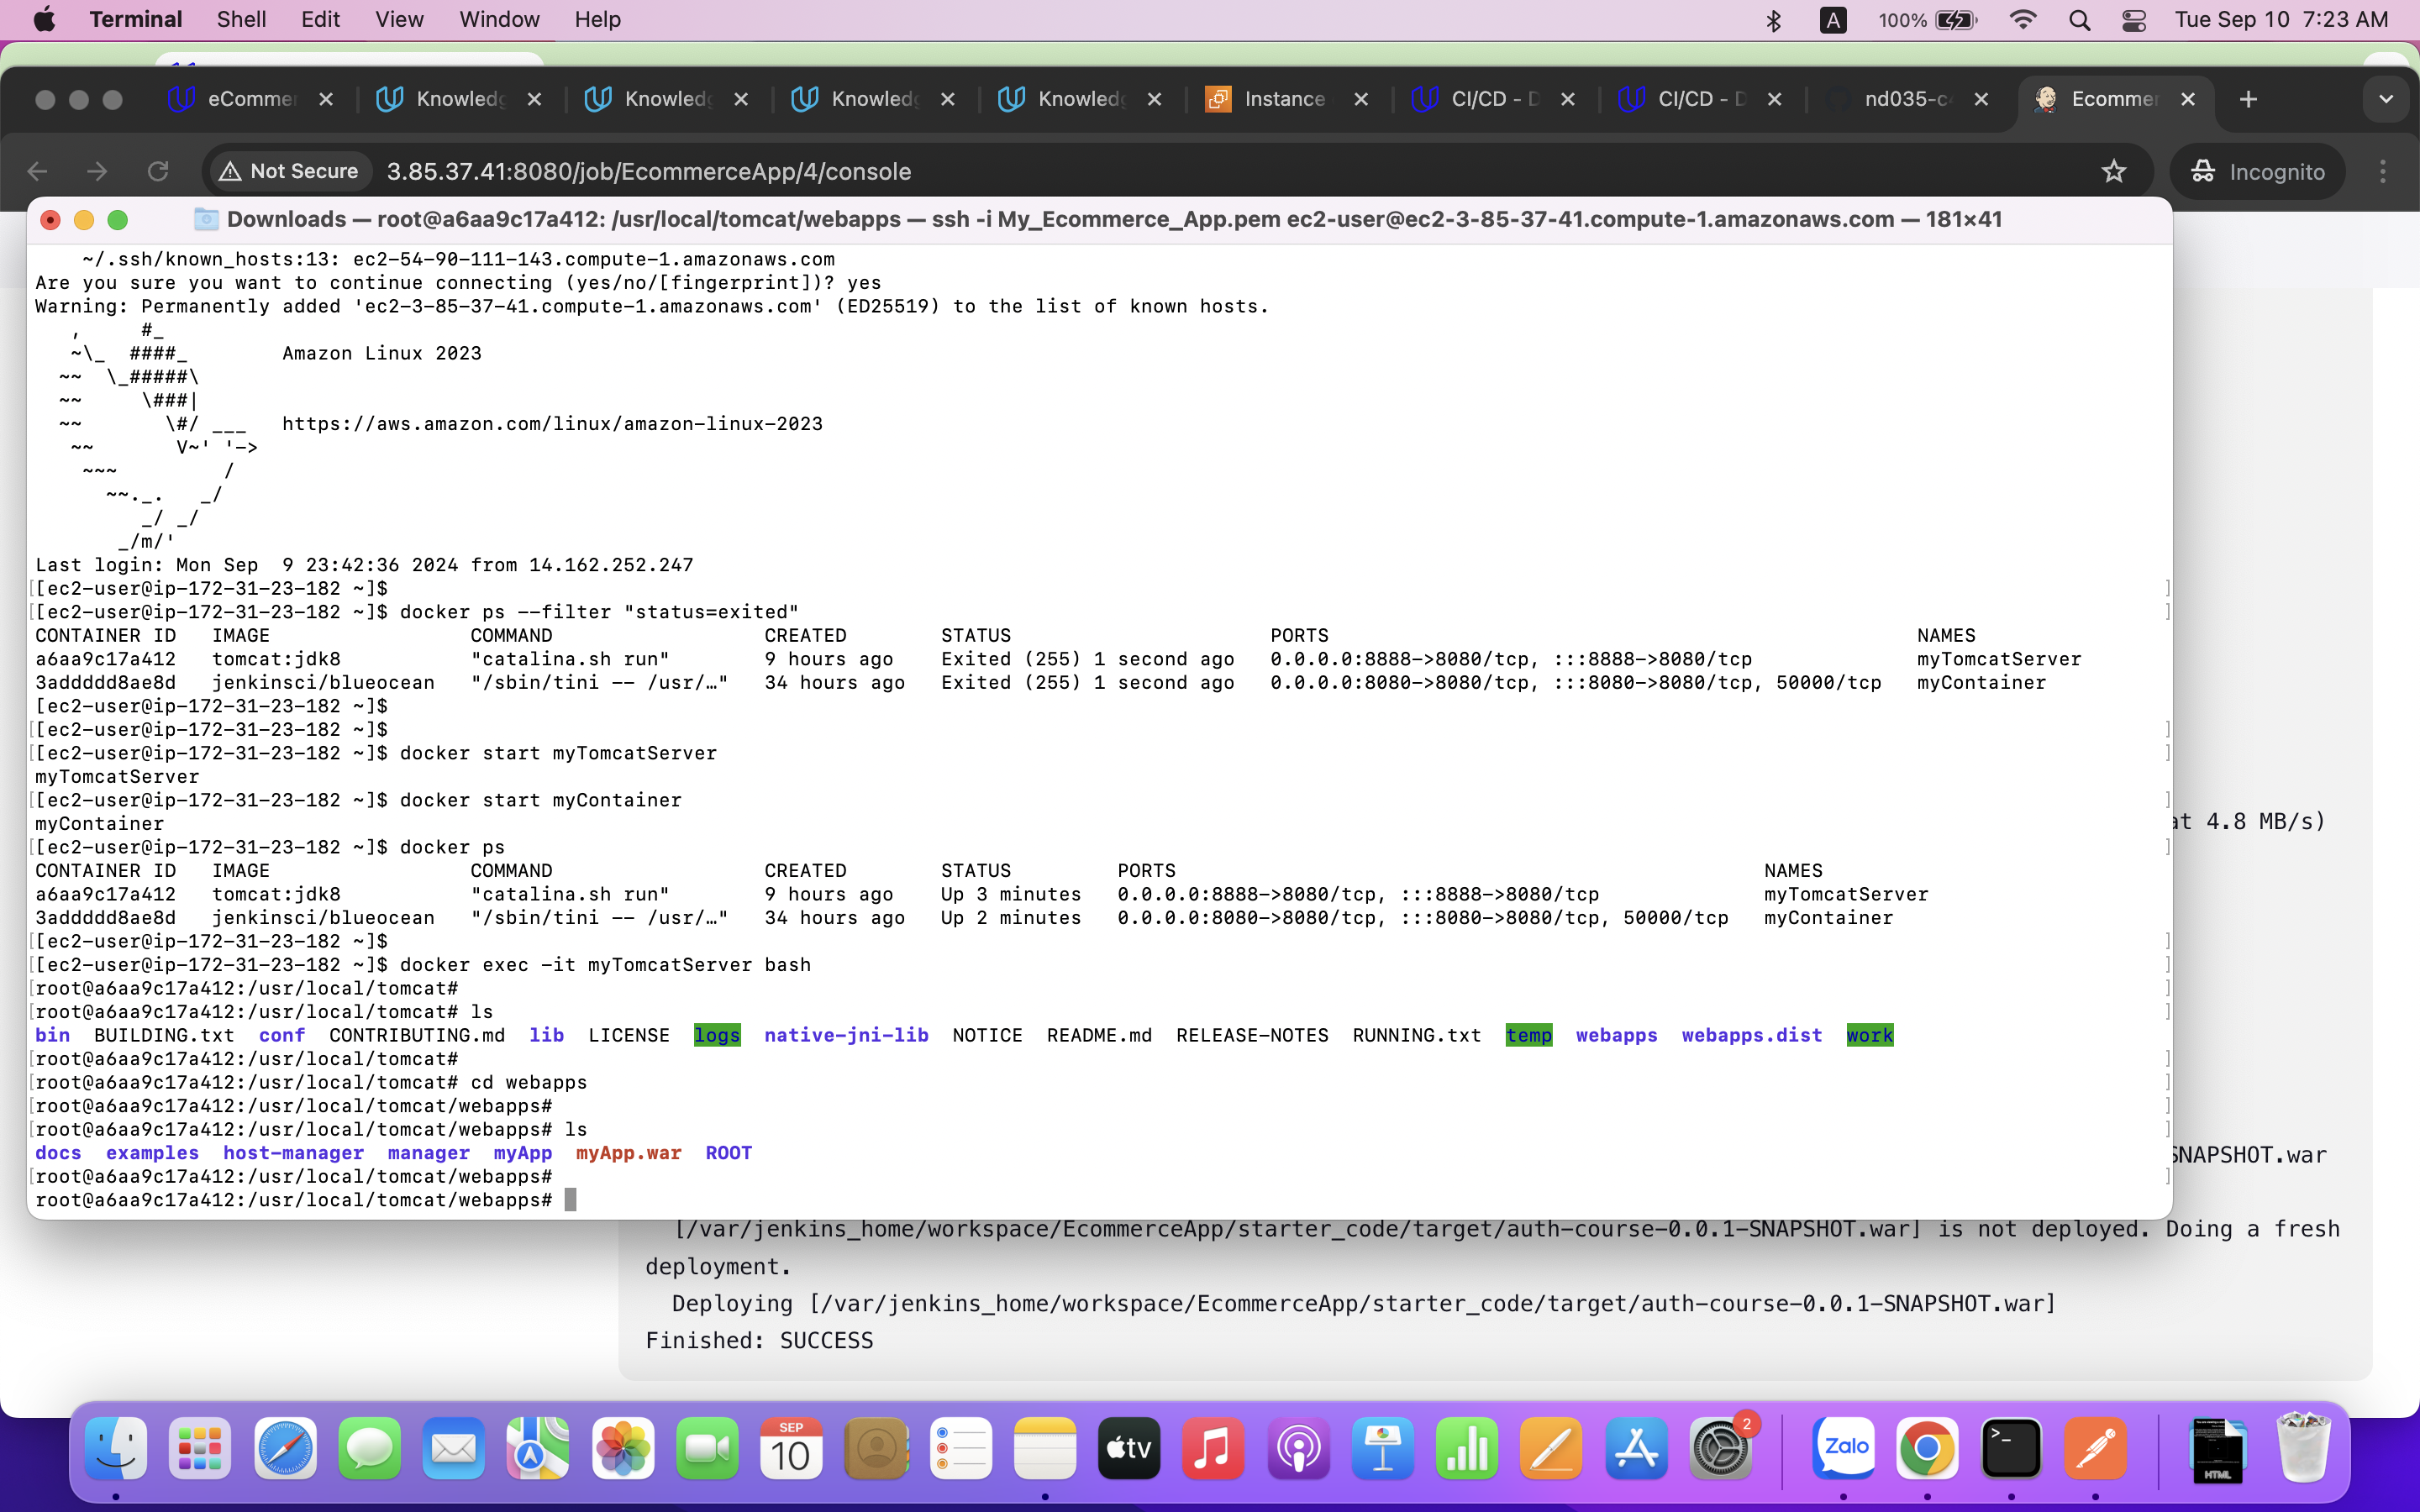 Terminal Shell Edit View Window Help A 100% Tue Sep 10 7:23 AM
eCommer Knowledg Knowledg Knowledg Knowledg Instance CI/CD - D CI/CD - D nd035-c Ecommer
Not Secure 3.85.37.41:8080/job/EcommerceApp/4/console Incognito
Downloads — root@a6aa9c17a412: /usr/local/tomcat/webapps — ssh -i My_Ecommerce_App.pem ec2-user@ec2-3-85-37-41.compute-1.amazonaws.com — 181×41
    ~/.ssh/known_hosts:13: ec2-54-90-111-143.compute-1.amazonaws.com
Are you sure you want to continue connecting (yes/no/[fingerprint])? yes
Warning: Permanently added 'ec2-3-85-37-41.compute-1.amazonaws.com' (ED25519) to the list of known hosts.
   ,     #_
   ~\_  ####_        Amazon Linux 2023
  ~~  \_#####\
  ~~     \###|
  ~~       \#/ ___   https://aws.amazon.com/linux/amazon-linux-2023
   ~~       V~' '->
    ~~~         /
      ~~._.   _/
         _/ _/
       _/m/'
Last login: Mon Sep  9 23:42:36 2024 from 14.162.252.247
[[ec2-user@ip-172-31-23-182 ~]$ ]
[[ec2-user@ip-172-31-23-182 ~]$ docker ps --filter "status=exited" ]
CONTAINER ID   IMAGE                 COMMAND                  CREATED        STATUS                      PORTS                                                  NAMES
a6aa9c17a412   tomcat:jdk8           "catalina.sh run"        9 hours ago    Exited (255) 1 second ago   0.0.0.0:8888->8080/tcp, :::8888->8080/tcp              myTomcatServer
3addddd8ae8d   jenkinsci/blueocean   "/sbin/tini -- /usr/…"   34 hours ago   Exited (255) 1 second ago   0.0.0.0:8080->8080/tcp, :::8080->8080/tcp, 50000/tcp   myContainer
[ec2-user@ip-172-31-23-182 ~]$
[[ec2-user@ip-172-31-23-182 ~]$ ]
[[ec2-user@ip-172-31-23-182 ~]$ docker start myTomcatServer ]
myTomcatServer
[[ec2-user@ip-172-31-23-182 ~]$ docker start myContainer ]
myContainer
[[ec2-user@ip-172-31-23-182 ~]$ docker ps ]
at 4.8 MB/s)
CONTAINER ID   IMAGE                 COMMAND                  CREATED        STATUS         PORTS                                                  NAMES
a6aa9c17a412   tomcat:jdk8           "catalina.sh run"        9 hours ago    Up 3 minutes   0.0.0.0:8888->8080/tcp, :::8888->8080/tcp              myTomcatServer
3addddd8ae8d   jenkinsci/blueocean   "/sbin/tini -- /usr/…"   34 hours ago   Up 2 minutes   0.0.0.0:8080->8080/tcp, :::8080->8080/tcp, 50000/tcp   myContainer
[[ec2-user@ip-172-31-23-182 ~]$ ]
[[ec2-user@ip-172-31-23-182 ~]$ docker exec -it myTomcatServer bash ]
[root@a6aa9c17a412:/usr/local/tomcat# ]
[root@a6aa9c17a412:/usr/local/tomcat# ls ]
bin  BUILDING.txt  conf  CONTRIBUTING.md  lib  LICENSE  logs  native-jni-lib  NOTICE  README.md  RELEASE-NOTES  RUNNING.txt  temp  webapps  webapps.dist  work
[root@a6aa9c17a412:/usr/local/tomcat# ]
[root@a6aa9c17a412:/usr/local/tomcat# cd webapps ]
[root@a6aa9c17a412:/usr/local/tomcat/webapps# ]
[root@a6aa9c17a412:/usr/local/tomcat/webapps# ls ]
docs  examples  host-manager  manager  myApp  myApp.war  ROOT
SNAPSHOT.war
[root@a6aa9c17a412:/usr/local/tomcat/webapps# ]
root@a6aa9c17a412:/usr/local/tomcat/webapps#
[/var/jenkins_home/workspace/EcommerceApp/starter_code/target/auth-course-0.0.1-SNAPSHOT.war] is not deployed. Doing a fresh
deployment.
Deploying [/var/jenkins_home/workspace/EcommerceApp/starter_code/target/auth-course-0.0.1-SNAPSHOT.war]
Finished: SUCCESS
SEP
10
tv
2
Zalo
>_
HTML